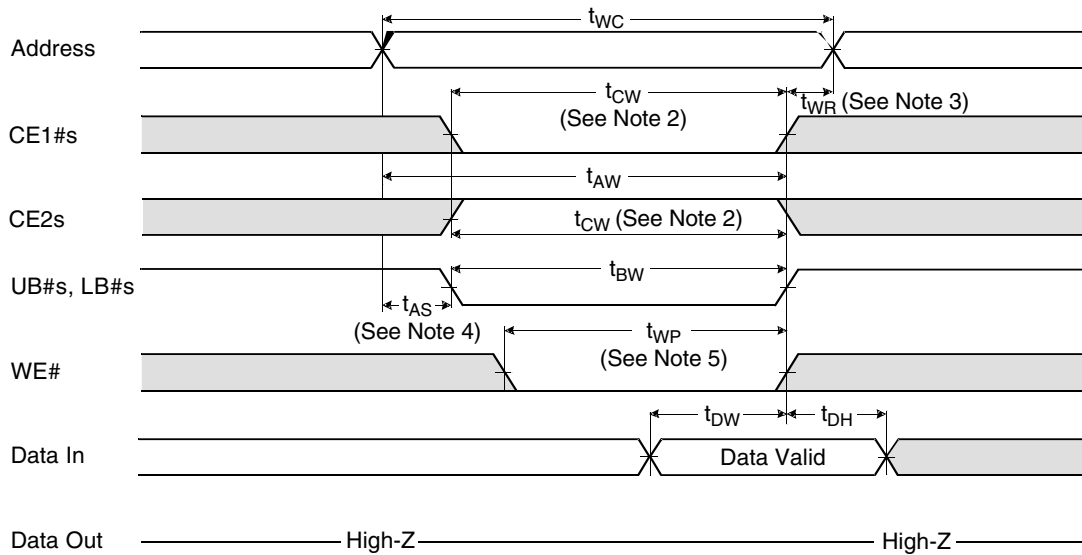 tWC
Address
tCW
(See Note 2)
tWR (See Note 3)
CE1#s
tAW
CE2s
tCW (See Note 2)
UB#s, LB#s
tBW
tAS
(See Note 4)
tWP
(See Note 5)
WE#
tDW
tDH
Data In
Data Valid
Data Out
High-Z
High-Z